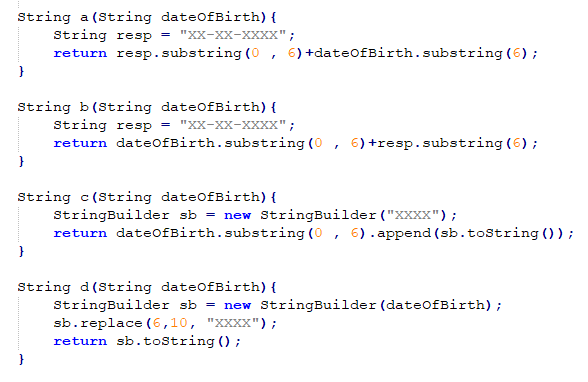 String a(String dateOfBirth){
    String resp = "XX-XX-XXXX";
    return resp.substring(0 , 6)+dateOfBirth.substring(6);
}

String b(String dateOfBirth){
    String resp = "XX-XX-XXXX";
    return dateOfBirth.substring(0 , 6)+resp.substring(6);
}

String c(String dateOfBirth){
    StringBuilder sb = new StringBuilder("XXXX");
    return dateOfBirth.substring(0 , 6).append(sb.toString());
}

String d(String dateOfBirth){
    StringBuilder sb = new StringBuilder(dateOfBirth);
    sb.replace(6,10, "XXXX");
    return sb.toString();
}